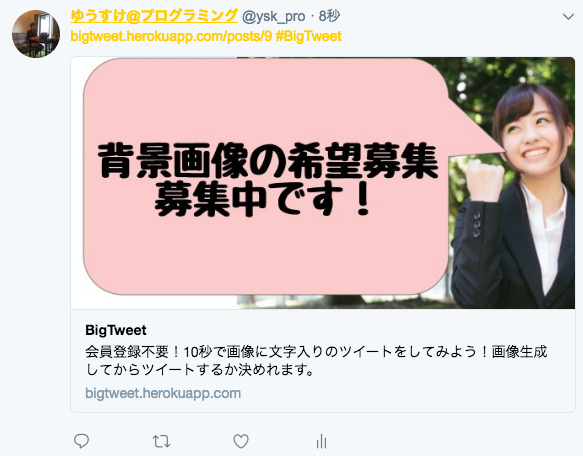 ゆうすけ@プログラミング @ysk_pro · 8秒
bigtweet.herokuapp.com/posts/9 #BigTweet
背景画像の希望募集
募集中です！
BigTweet
会員登録不要！10秒で画像に文字入りのツイートをしてみよう！画像生成
してからツイートするか決めれます。
bigtweet.herokuapp.com